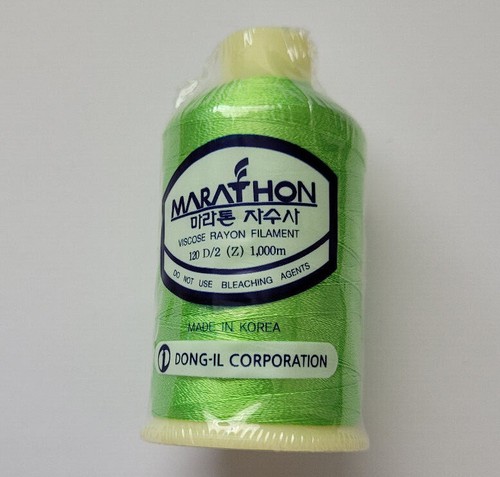 MARATHON
마라톤 자수사
VISCOSE RAYON FILAMENT
120 D/2 (Z) 1,000m
DO NOT USE BLEACHING AGENTS
MADE IN KOREA
DONG-IL CORPORATION